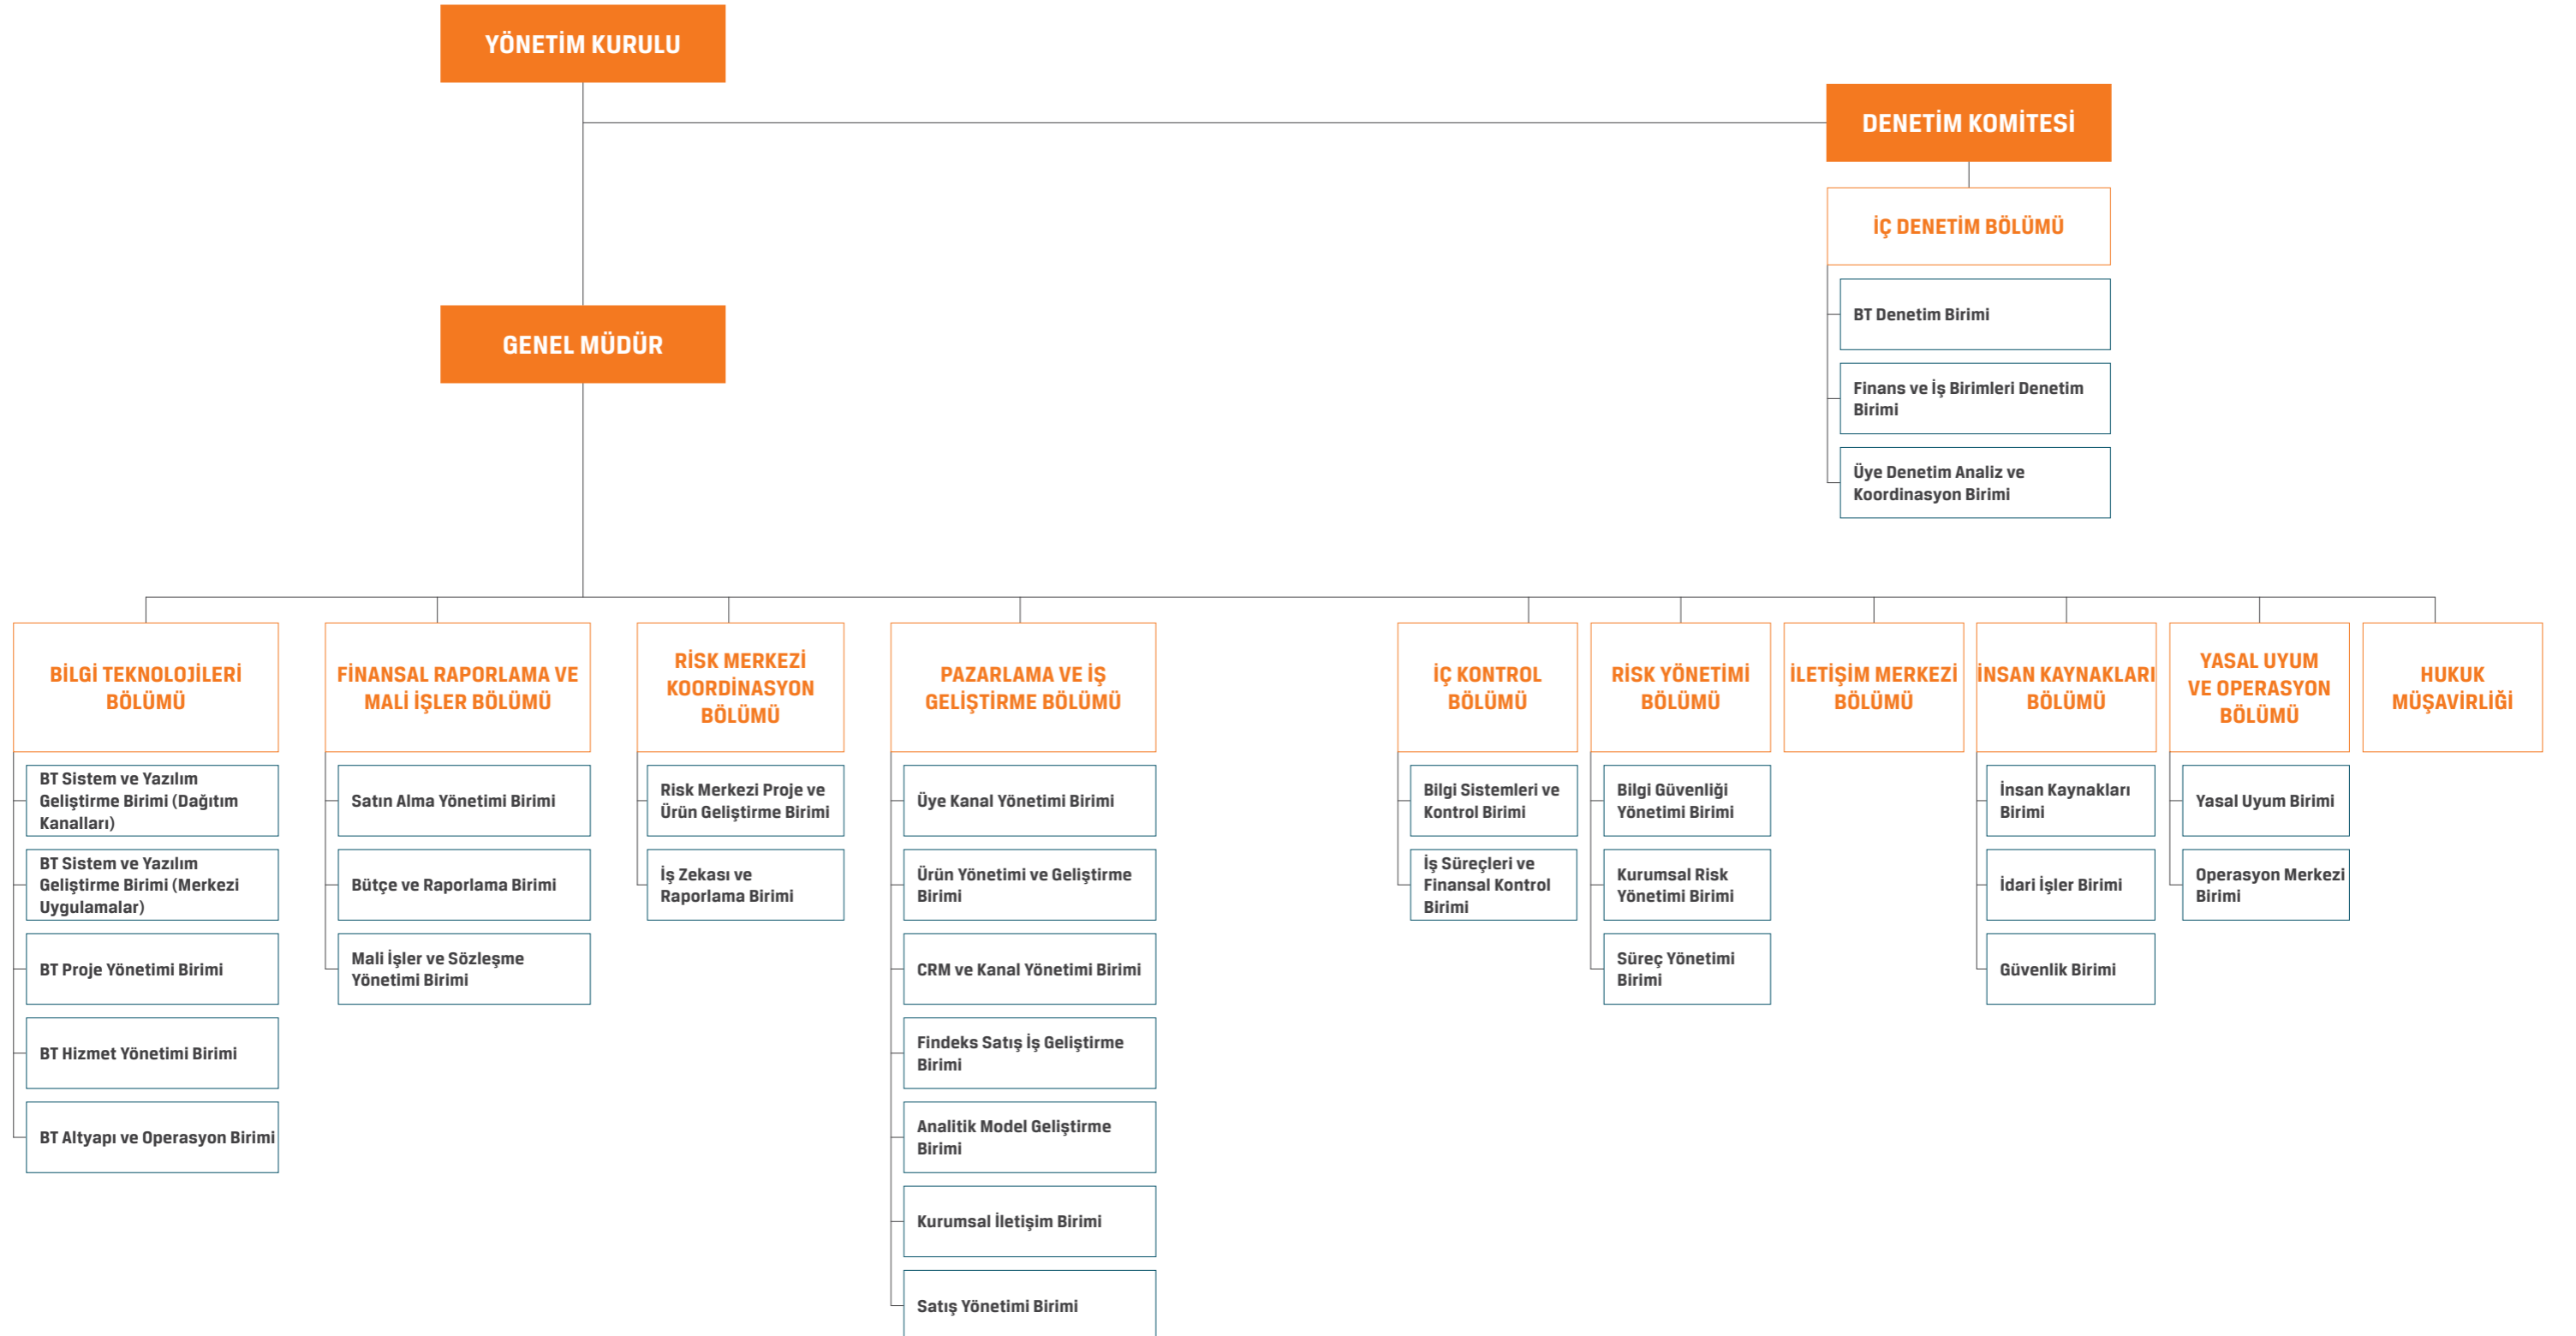 YÖNETİM KURULU
DENETİM KOMİTESİ
İÇ DENETİM BÖLÜMÜ
BT Denetim Birimi
Finans ve İş Birimleri Denetim
Birimi
Üye Denetim Analiz ve
Koordinasyon Birimi
GENEL MÜDÜR
BİLGİ TEKNOLOJİLERİ
BÖLÜMÜ
BT Sistem ve Yazılım
Geliştirme Birimi (Dağıtım
Kanalları)
BT Sistem ve Yazılım
Geliştirme Birimi (Merkezi
Uygulamalar)
BT Proje Yönetimi Birimi
BT Hizmet Yönetimi Birimi
BT Altyapı ve Operasyon Birimi
FİNANSAL RAPORLAMA VE
MALİ İŞLER BÖLÜMÜ
Satın Alma Yönetimi Birimi
Bütçe ve Raporlama Birimi
Mali İşler ve Sözleşme
Yönetimi Birimi
RİSK MERKEZİ
KOORDİNASYON
BÖLÜMÜ
Risk Merkezi Proje ve
Ürün Geliştirme Birimi
İş Zekası ve
Raporlama Birimi
PAZARLAMA VE İŞ
GELİŞTİRME BÖLÜMÜ
Üye Kanal Yönetimi Birimi
Ürün Yönetimi ve Geliştirme
Birimi
CRM ve Kanal Yönetimi Birimi
Findeks Satış İş Geliştirme
Birimi
Analitik Model Geliştirme
Birimi
Kurumsal İletişim Birimi
Satış Yönetimi Birimi
İÇ KONTROL
BÖLÜMÜ
Bilgi Sistemleri ve
Kontrol Birimi
İş Süreçleri ve
Finansal Kontrol
Birimi
RİSK YÖNETİMİ
BÖLÜMÜ
Bilgi Güvenliği
Yönetimi Birimi
Kurumsal Risk
Yönetimi Birimi
Süreç Yönetimi
Birimi
İLETİŞİM MERKEZİ
BÖLÜMÜ
İNSAN KAYNAKLARI
BÖLÜMÜ
İnsan Kaynakları
Birimi
İdari İşler Birimi
Güvenlik Birimi
YASAL UYUM
VE OPERASYON
BÖLÜMÜ
Yasal Uyum Birimi
Operasyon Merkezi
Birimi
HUKUK
MÜŞAVİRLİĞİ